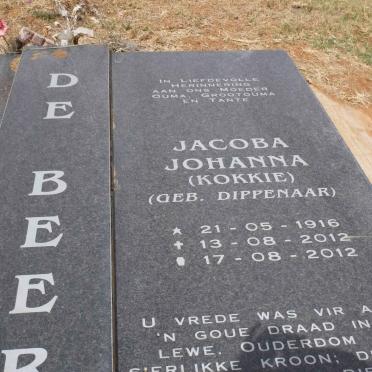 DE BEER
IN LIEFDEVOLLE
HERINNERING
AAN ONS MOEDER
OUMA, GROOTOUMA
EN TANTE
JACOBA
JOHANNA
(KOKKIE)
(GEB. DIPPENAAR)
21 - 05 - 1916
13 - 08 - 2012
17 - 08 - 2012
U VREDE WAS VIR A
'N GOUE DRAAD IN
LEWE. OUDERDOM
SIERLIKKE KROON; D